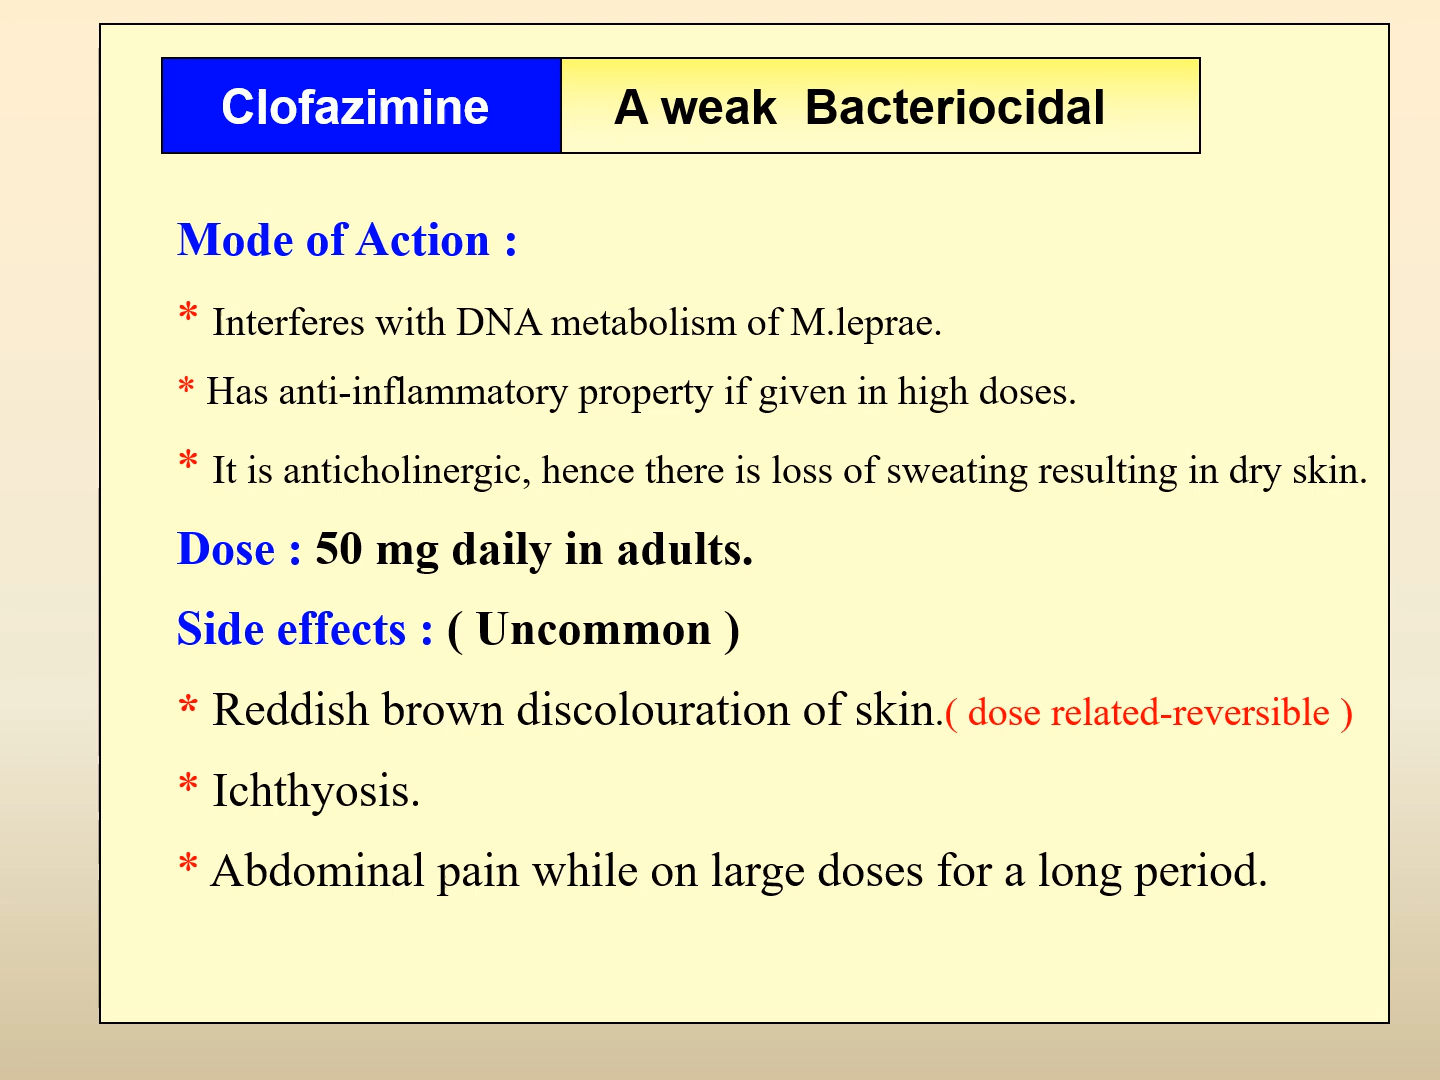 Clofazimine A weak Bacteriocidal
Mode of Action :
* Interferes with DNA metabolism of M.leprae.
* Has anti-inflammatory property if given in high doses.
* It is anticholinergic, hence there is loss of sweating resulting in dry skin.
Dose : 50 mg daily in adults.
Side effects : ( Uncommon )
* Reddish brown discolouration of skin.( dose related-reversible )
* Ichthyosis.
* Abdominal pain while on large doses for a long period.